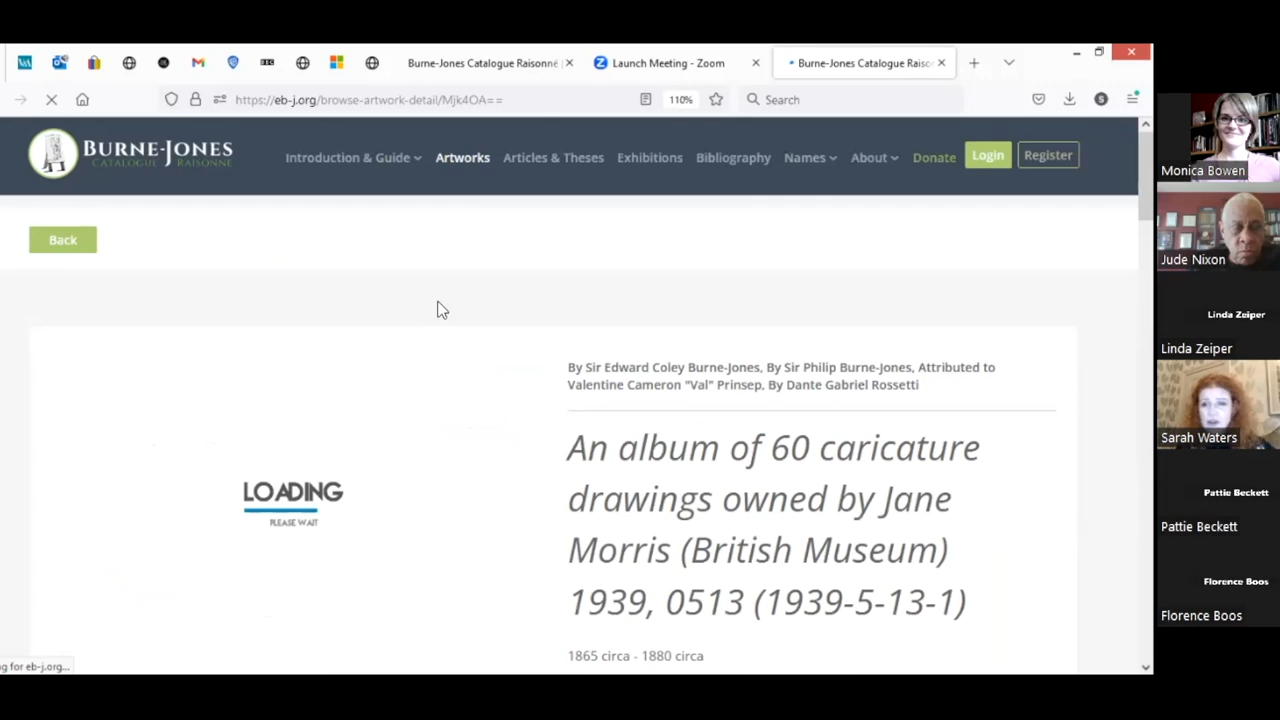 Burne-Jones Catalogue Raisonné |
Launch Meeting - Zoom
Burne-Jones Catalogue Raison
https://eb-j.org/browse-artwork-detail/Mjk4OA==
110%
Search
BURNE-JONES
CATALOGUE RAISONNÉ
Introduction & Guide
Artworks
Articles & Theses
Exhibitions
Bibliography
Names
About
Donate
Login
Register
Back
By Sir Edward Coley Burne-Jones, By Sir Philip Burne-Jones, Attributed to
Valentine Cameron "Val" Prinsep, By Dante Gabriel Rossetti
An album of 60 caricature
drawings owned by Jane
Morris (British Museum)
1939, 0513 (1939-5-13-1)
1865 circa - 1880 circa
LOADING
PLEASE WAIT
ng for eb-j.org...
Monica Bowen
Jude Nixon
Linda Zeiper
Linda Zeiper
Sarah Waters
Pattie Beckett
Pattie Beckett
Florence Boos
Florence Boos